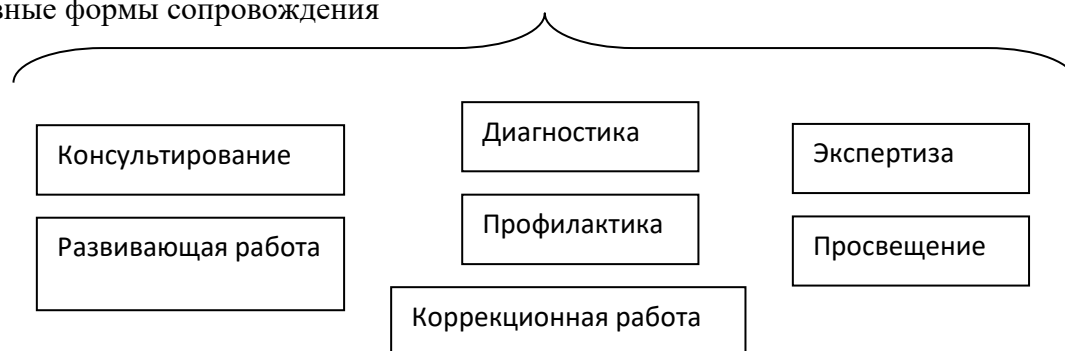 формы сопровождения
Консультирование
Диагностика
Экспертиза
Развивающая работа
Профилактика
Просвещение
Коррекционная работа